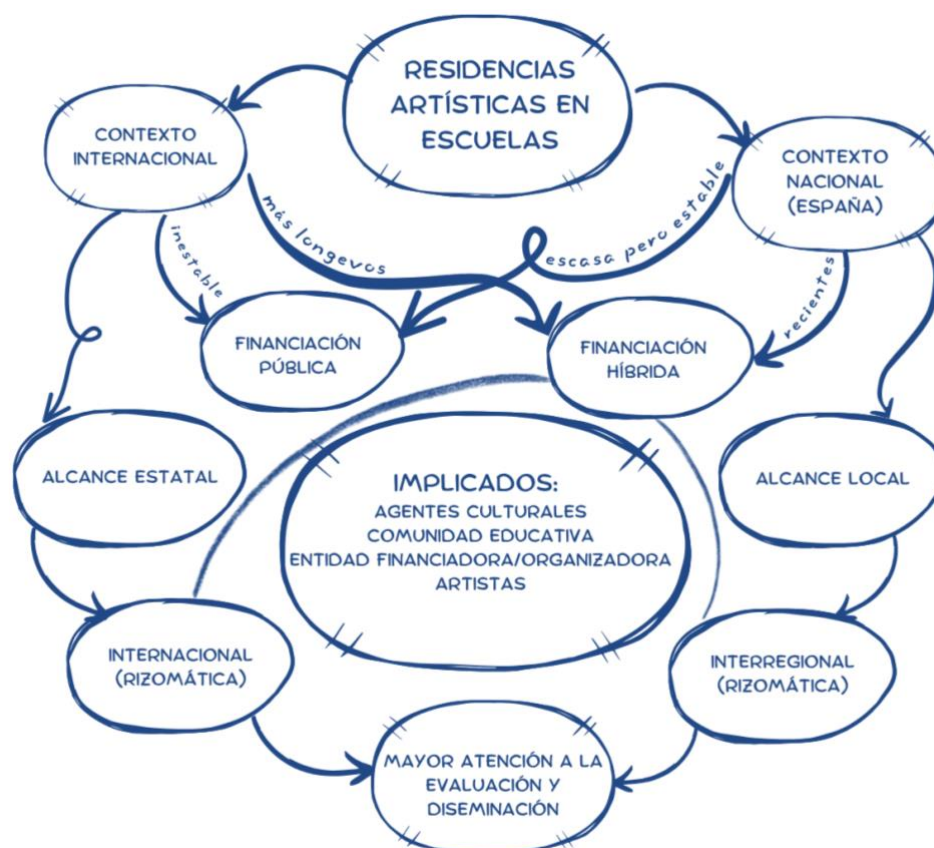 RESIDENCIAS
ARTÍSTICAS EN
ESCUELAS
CONTEXTO
INTERNACIONAL
CONTEXTO
NACIONAL
(ESPAÑA)
inestable
más longevos
escasa pero estable
recientes
FINANCIACIÓN
PÚBLICA
FINANCIACIÓN
HÍBRIDA
ALCANCE ESTATAL
ALCANCE LOCAL
IMPLICADOS:
AGENTES CULTURALES
COMUNIDAD EDUCATIVA
ENTIDAD FINANCIADORA/ORGANIZADORA
ARTISTAS
INTERNACIONAL
(RIZOMÁTICA)
INTERREGIONAL
(RIZOMÁTICA)
MAYOR ATENCIÓN A LA
EVALUACIÓN Y
DISEMINACIÓN